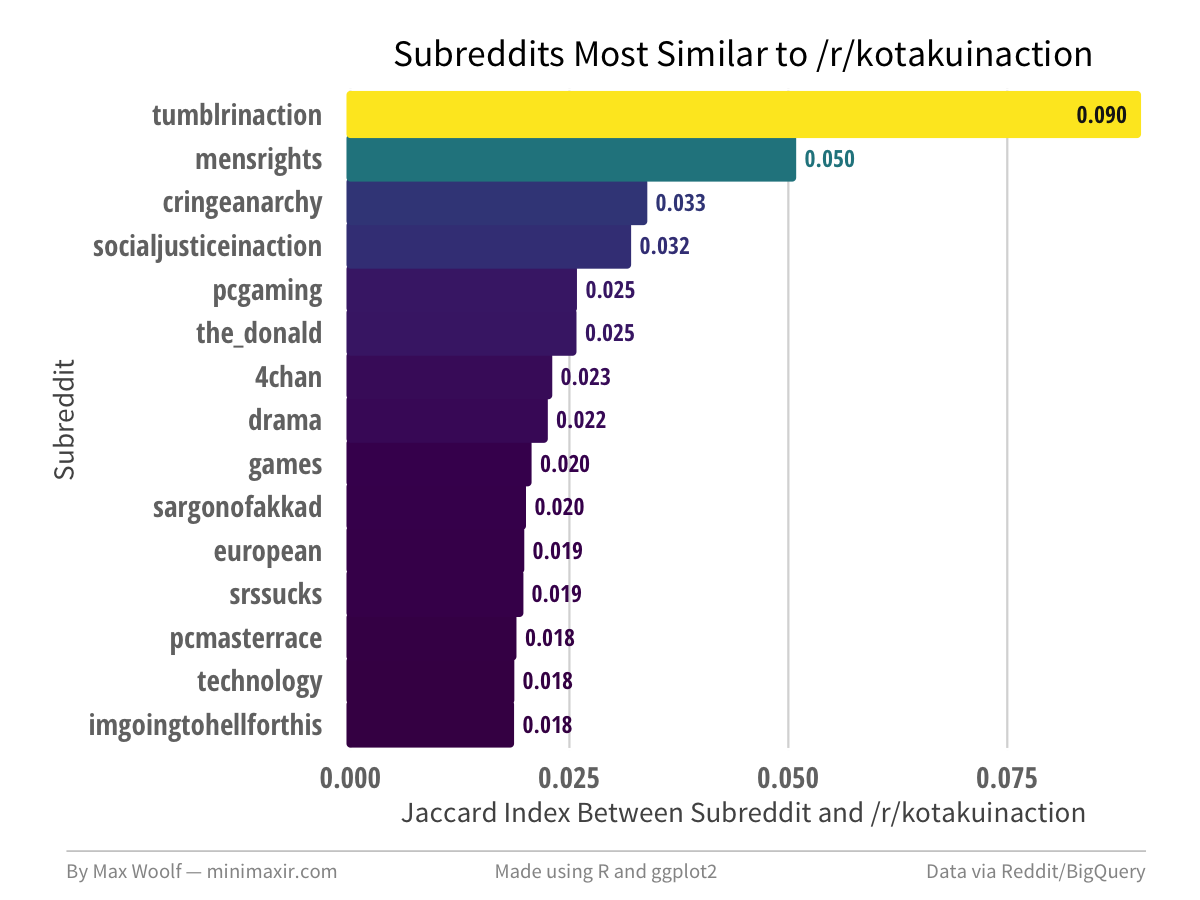 Subreddits Most Similar to /r/kotakuinaction
tumblrinaction 0.090
mensrights 0.050
cringeanarchy 0.033
socialjusticeinaction 0.032
pcgaming 0.025
the_donald 0.025
4chan 0.023
drama 0.022
games 0.020
sargonofakkad 0.020
european 0.019
srssucks 0.019
pcmasterrace 0.018
technology 0.018
imgoingtohellforthis 0.018
Subreddit
0.000 0.025 0.050 0.075
Jaccard Index Between Subreddit and /r/kotakuinaction
By Max Woolf — minimaxir.com Made using R and ggplot2 Data via Reddit/BigQuery